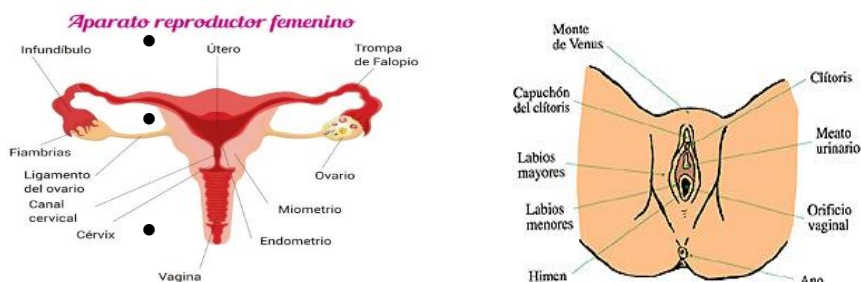 Aparato reproductor femenino
Infundíbulo
Útero
Trompa
de Falopio
Fiambrias
Ligamento
del ovario
Canal
cervical
Cérvix
Vagina
Ovario
Miometrio
Endometrio
Monte
de Venus
Capuchón
del clítoris
Labios
mayores
Labios
menores
Himen
Clítoris
Meato
urinario
Orificio
vaginal
Ano